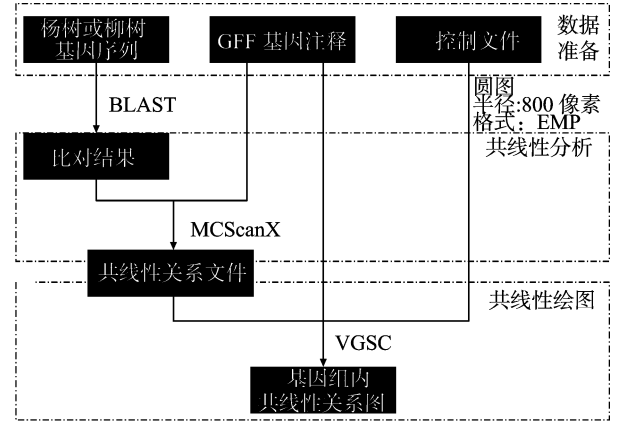 杨树或柳树
基因序列
GFF 基因注释
控制文件
数据
准备
BLAST
圆图
半径:800 像素
格式：EMP
比对结果
共线性分析
MCScanX
共线性关系文件
共线性绘图
VGSC
基因组内
共线性关系图